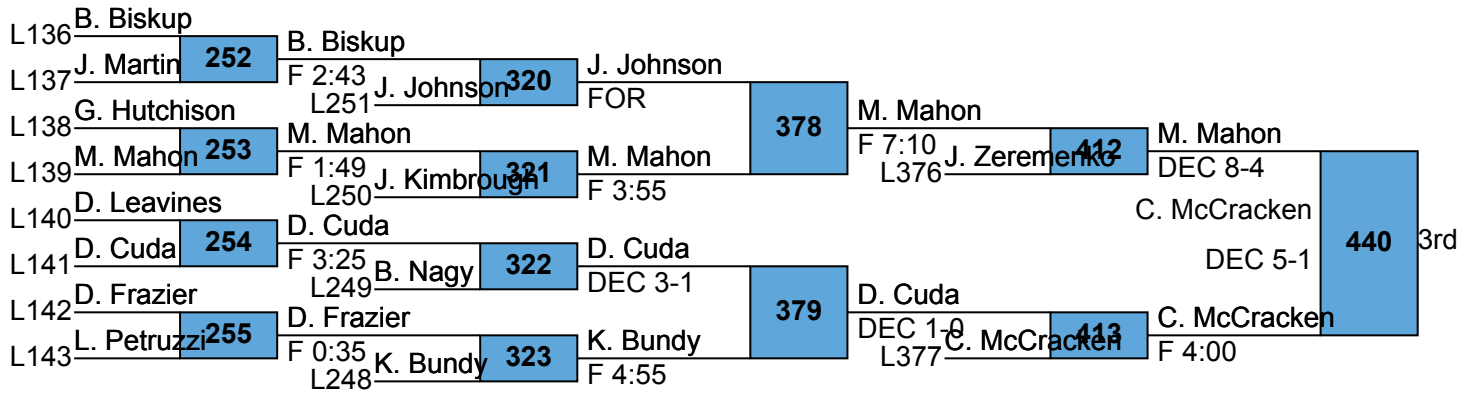 L136
B. Biskup
L137
J. Martin
252
B. Biskup
F 2:43
L251
J. Johnson
320
J. Johnson
FOR
L138
G. Hutchison
L139
M. Mahon
253
M. Mahon
F 1:49
L250
J. Kimbrough
321
M. Mahon
F 3:55
378
M. Mahon
F 7:10
L376
J. Zeremenko
412
M. Mahon
DEC 8-4
L140
D. Leavines
L141
D. Cuda
254
D. Cuda
F 3:25
L249
B. Nagy
322
D. Cuda
DEC 3-1
L142
D. Frazier
L143
L. Petruzzi
255
D. Frazier
F 0:35
L248
K. Bundy
323
K. Bundy
F 4:55
379
D. Cuda
DEC 1-0
L377
C. McCracken
413
C. McCracken
F 4:00
C. McCracken
DEC 5-1
440
3rd